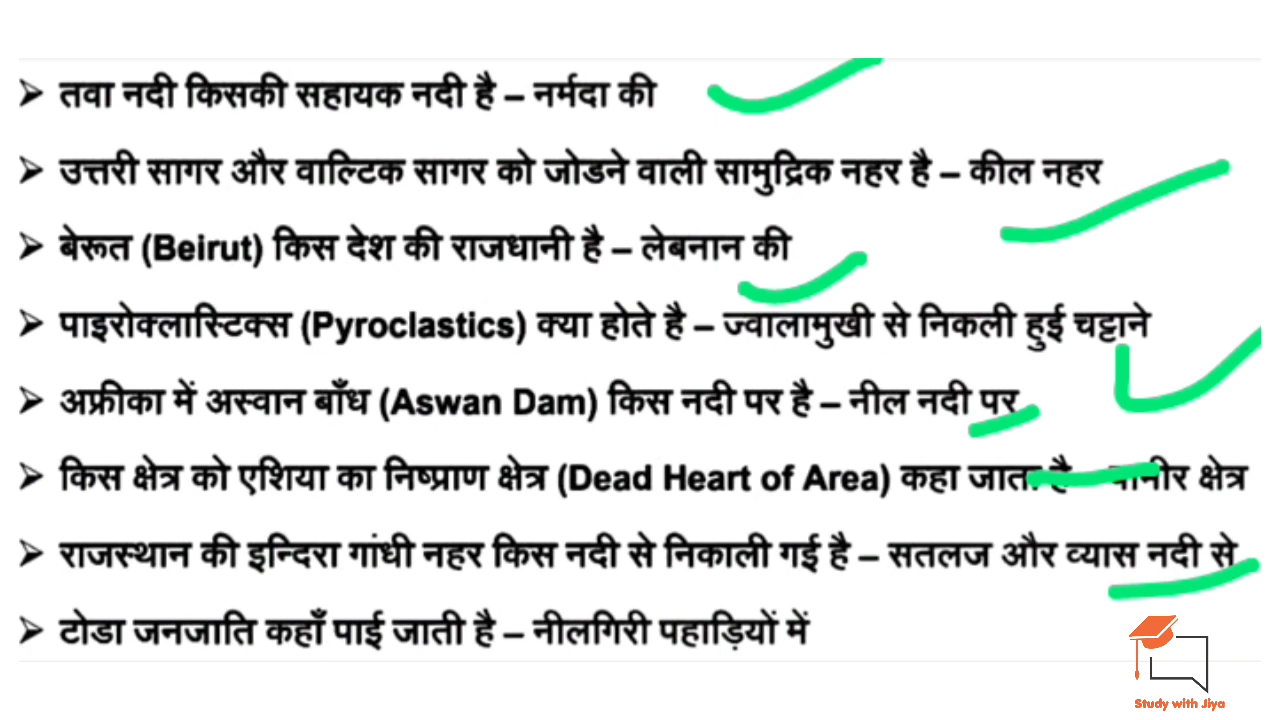 ➢ तवा नदी किसकी सहायक नदी है – नर्मदा की
➢ उत्तरी सागर और वाल्टिक सागर को जोडने वाली सामुद्रिक नहर है – कील नहर
➢ बेरूत (Beirut) किस देश की राजधानी है – लेबनान की
➢ पाइरोक्लास्टिक्स (Pyroclastics) क्या होते है – ज्वालामुखी से निकली हुई चट्टाने
➢ अफ्रीका में अस्वान बाँध (Aswan Dam) किस नदी पर है – नील नदी पर
➢ किस क्षेत्र को एशिया का निष्प्राण क्षेत्र (Dead Heart of Area) कहा जाता है क्षेत्र
➢ राजस्थान की इन्दिरा गांधी नहर किस नदी से निकाली गई है – सतलज और व्यास नदी से
➢ टोडा जनजाति कहाँ पाई जाती है – नीलगिरी पहाड़ियों में
Study with Jiya